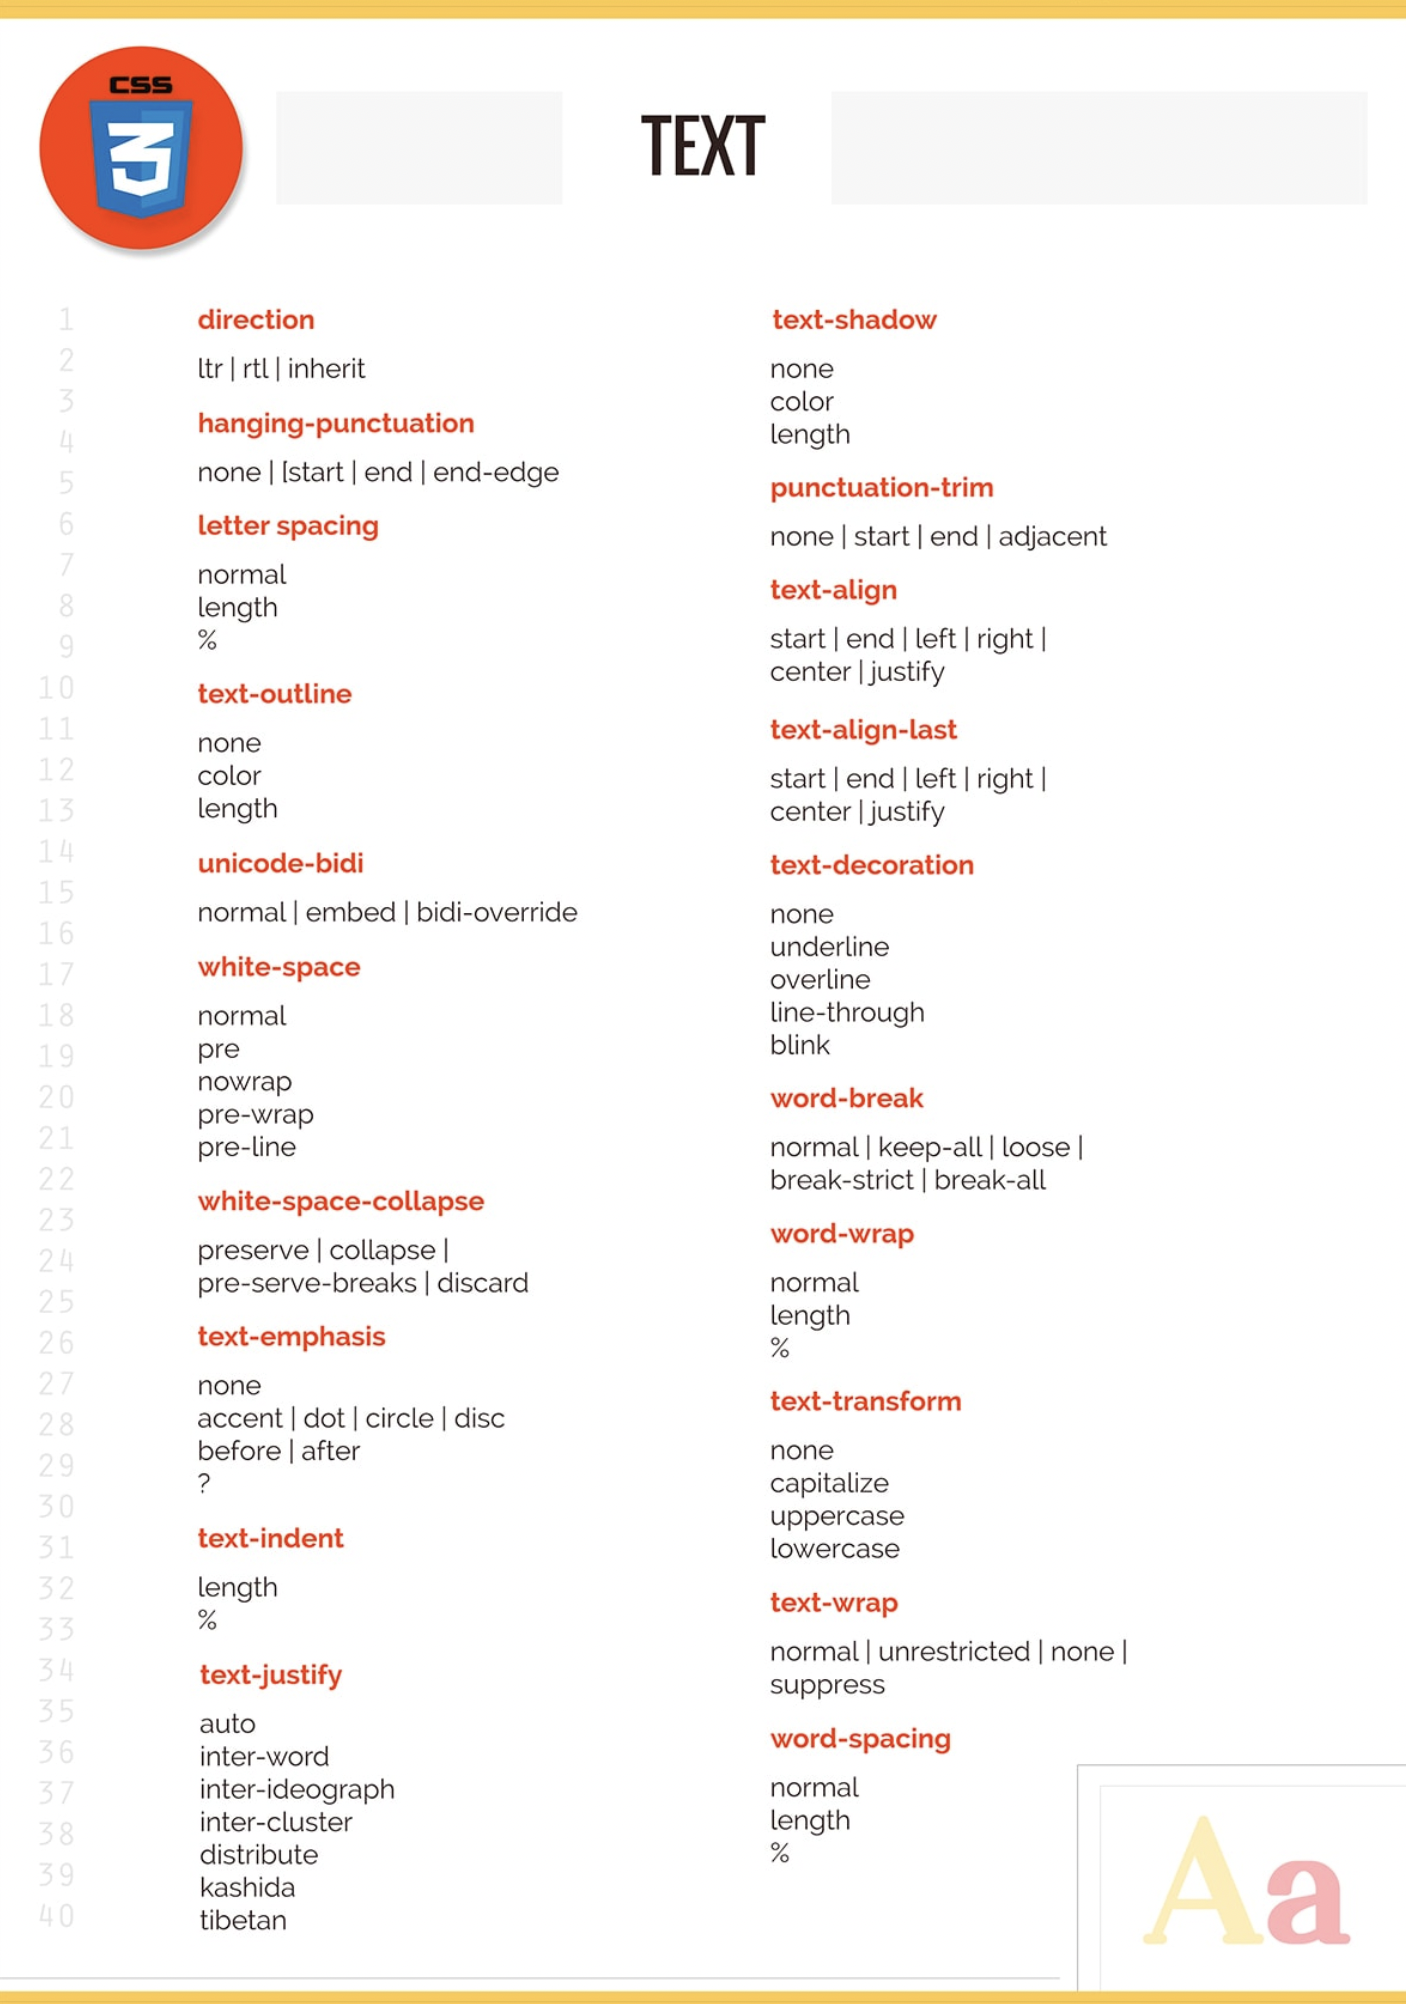 CSS
3
TEXT
1
2
3
4
5
6
7
8
9
10
11
12
13
14
15
16
17
18
19
20
21
22
23
24
25
26
27
28
29
30
31
32
33
34
35
36
37
38
39
40
direction
ltr | rtl | inherit
hanging-punctuation
none | [start | end | end-edge
letter spacing
normal
length
%
text-outline
none
color
length
unicode-bidi
normal | embed | bidi-override
white-space
normal
pre
nowrap
pre-wrap
pre-line
white-space-collapse
preserve | collapse |
pre-serve-breaks | discard
text-emphasis
none
accent | dot | circle | disc
before | after
?
text-indent
length
%
text-justify
auto
inter-word
inter-ideograph
inter-cluster
distribute
kashida
tibetan
text-shadow
none
color
length
punctuation-trim
none | start | end | adjacent
text-align
start | end | left | right |
center | justify
text-align-last
start | end | left | right |
center | justify
text-decoration
none
underline
overline
line-through
blink
word-break
normal | keep-all | loose |
break-strict | break-all
word-wrap
normal
length
%
text-transform
none
capitalize
uppercase
lowercase
text-wrap
normal | unrestricted | none |
suppress
word-spacing
normal
length
%
Aa